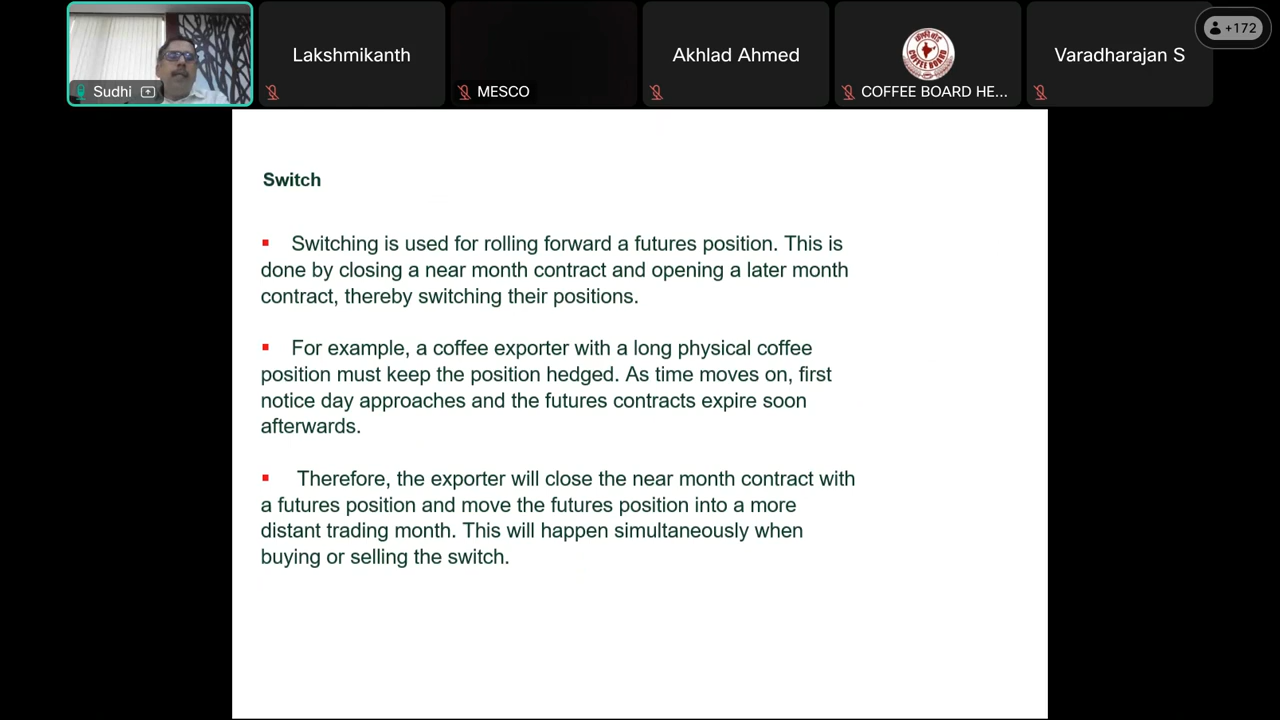 Sudhi
Lakshmikanth
MESCO
Akhlad Ahmed
COFFEE BOARD
COFFEE BOARD HE...
Varadharajan S
+172
Switch
Switching is used for rolling forward a futures position. This is
done by closing a near month contract and opening a later month
contract, thereby switching their positions.
For example, a coffee exporter with a long physical coffee
position must keep the position hedged. As time moves on, first
notice day approaches and the futures contracts expire soon
afterwards.
Therefore, the exporter will close the near month contract with
a futures position and move the futures position into a more
distant trading month. This will happen simultaneously when
buying or selling the switch.